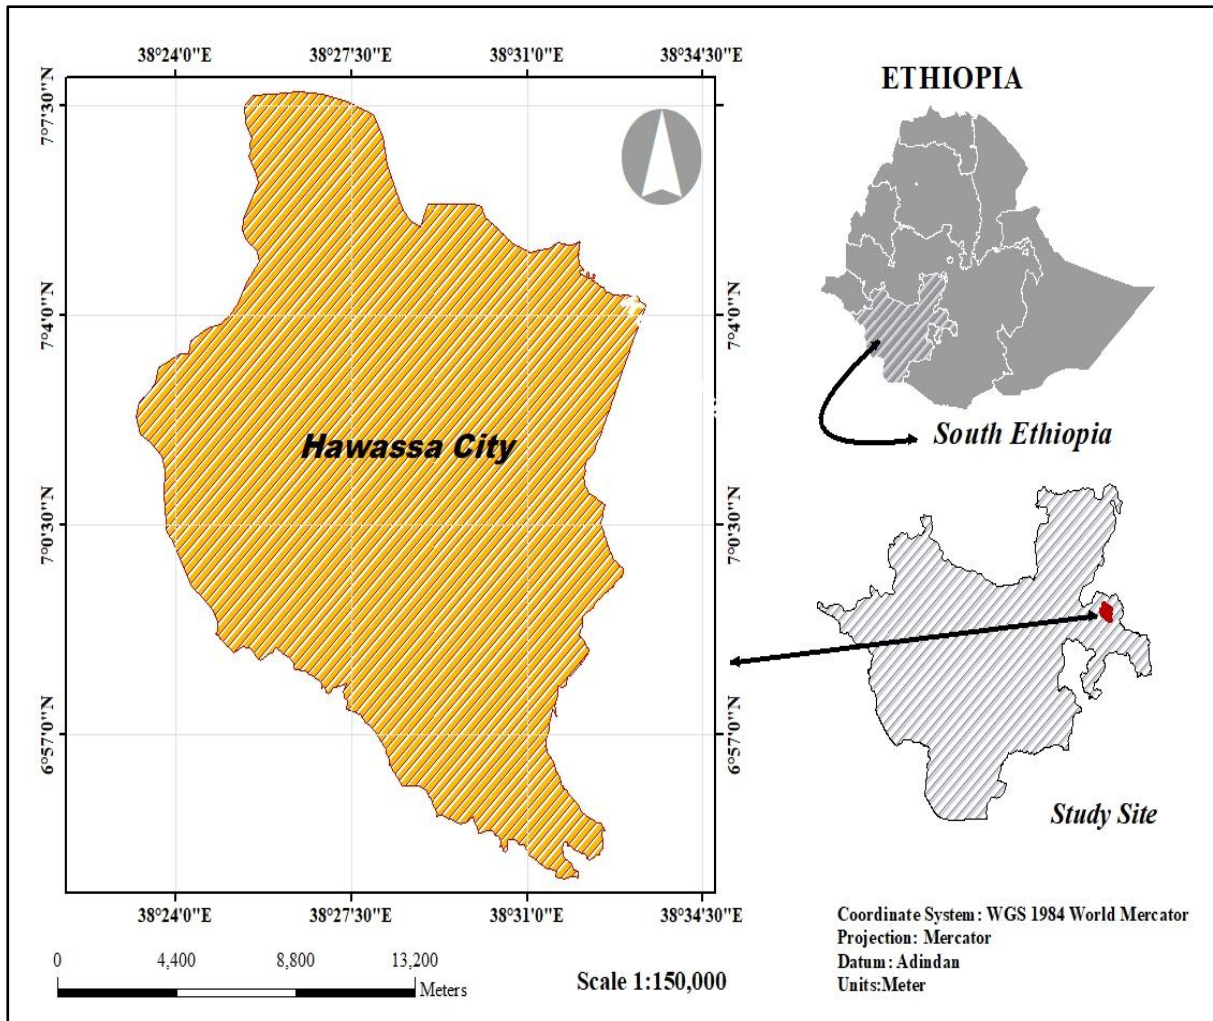 38°24'0"E 38°27'30"E 38°31'0"E 38°34'30"E
ETHIOPIA
7°7'30"N
7°7'30"N
7°4'0"N
7°4'0"N
Hawassa City
South Ethiopia
7°0'30"N
7°0'30"N
6°57'0"N
6°57'0"N
Study Site
38°24'0"E 38°27'30"E 38°31'0"E 38°34'30"E
Coordinate System: WGS 1984 World Mercator
Projection: Mercator
Datum: Adindan
Units:Meter
0 4,400 8,800 13,200
Meters
Scale 1:150,000